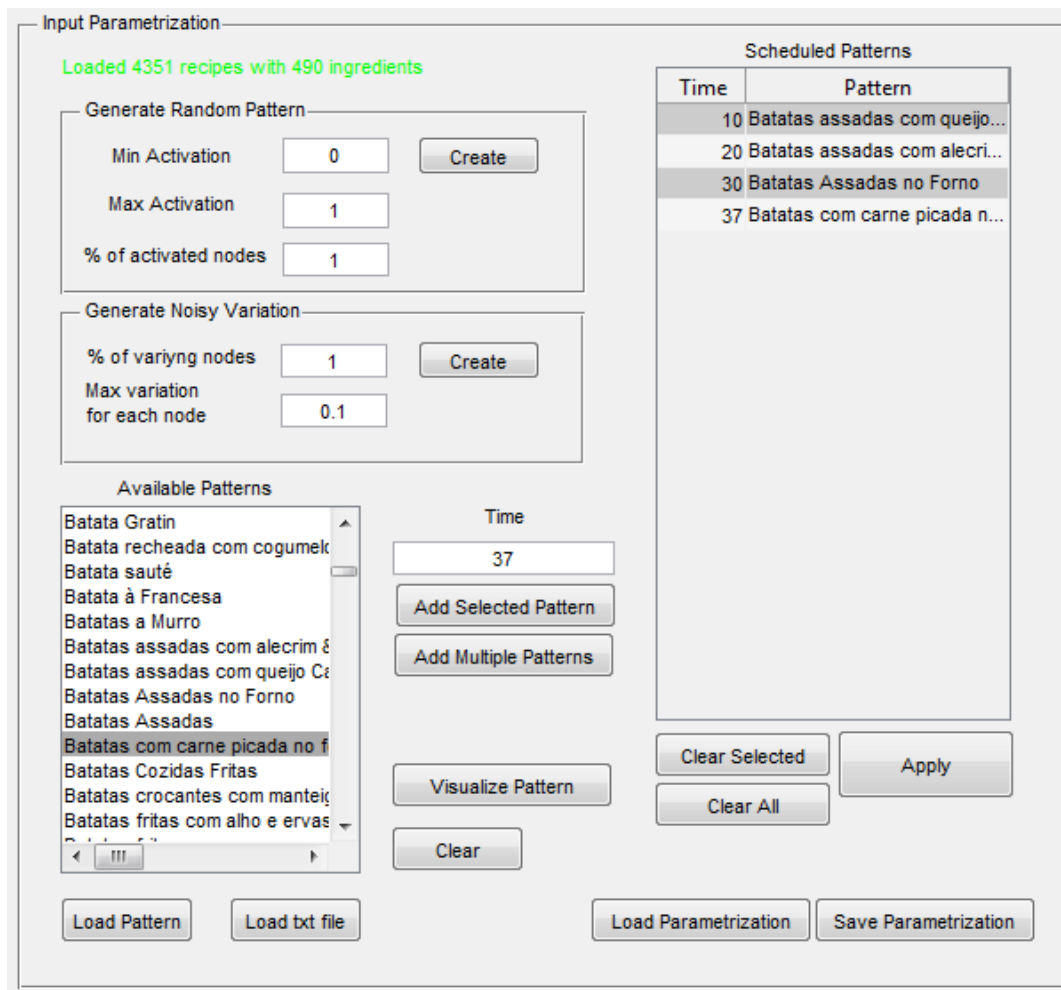 Input Parametrization
Loaded 4351 recipes with 490 ingredients
Generate Random Pattern
Min Activation 0 Create
Max Activation 1
% of activated nodes 1
Generate Noisy Variation
% of variyng nodes 1 Create
Max variation
for each node 0.1
Available Patterns
Batata Gratin
Batata recheada com cogumelo
Batata sauté
Batata à Francesa
Batatas a Murro
Batatas assadas com alecrim &
Batatas assadas com queijo Ca
Batatas Assadas no Forno
Batatas Assadas
Batatas com carne picada no f
Batatas Cozidas Fritas
Batatas crocantes com manteig
Batatas fritas com alho e ervas
Time
37
Add Selected Pattern
Add Multiple Patterns
Visualize Pattern
Clear
Load Pattern Load txt file
Scheduled Patterns
Time Pattern
10 Batatas assadas com queijo...
20 Batatas assadas com alecri...
30 Batatas Assadas no Forno
37 Batatas com carne picada n...
Clear Selected
Clear All
Apply
Load Parametrization Save Parametrization